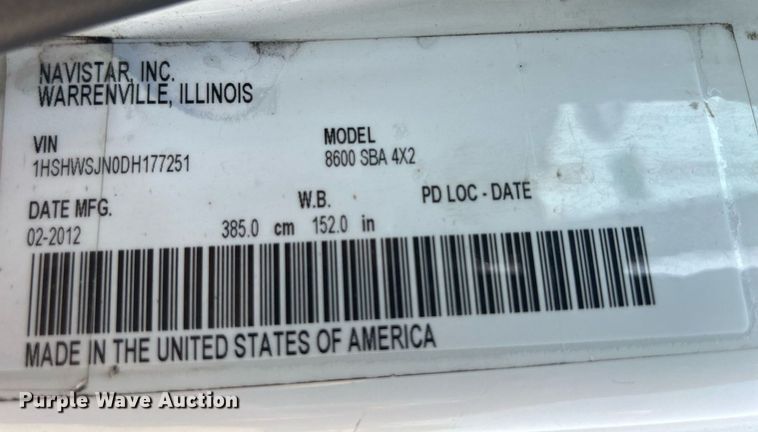 NAVISTAR, INC.
WARRENVILLE, ILLINOIS
VIN
1HSHWSJN0DH177251
MODEL
8600 SBA 4X2
DATE MFG.
02-2012
W.B.
385.0 cm 152.0 in
PD LOC - DATE
MADE IN THE UNITED STATES OF AMERICA
Purple Wave Auction